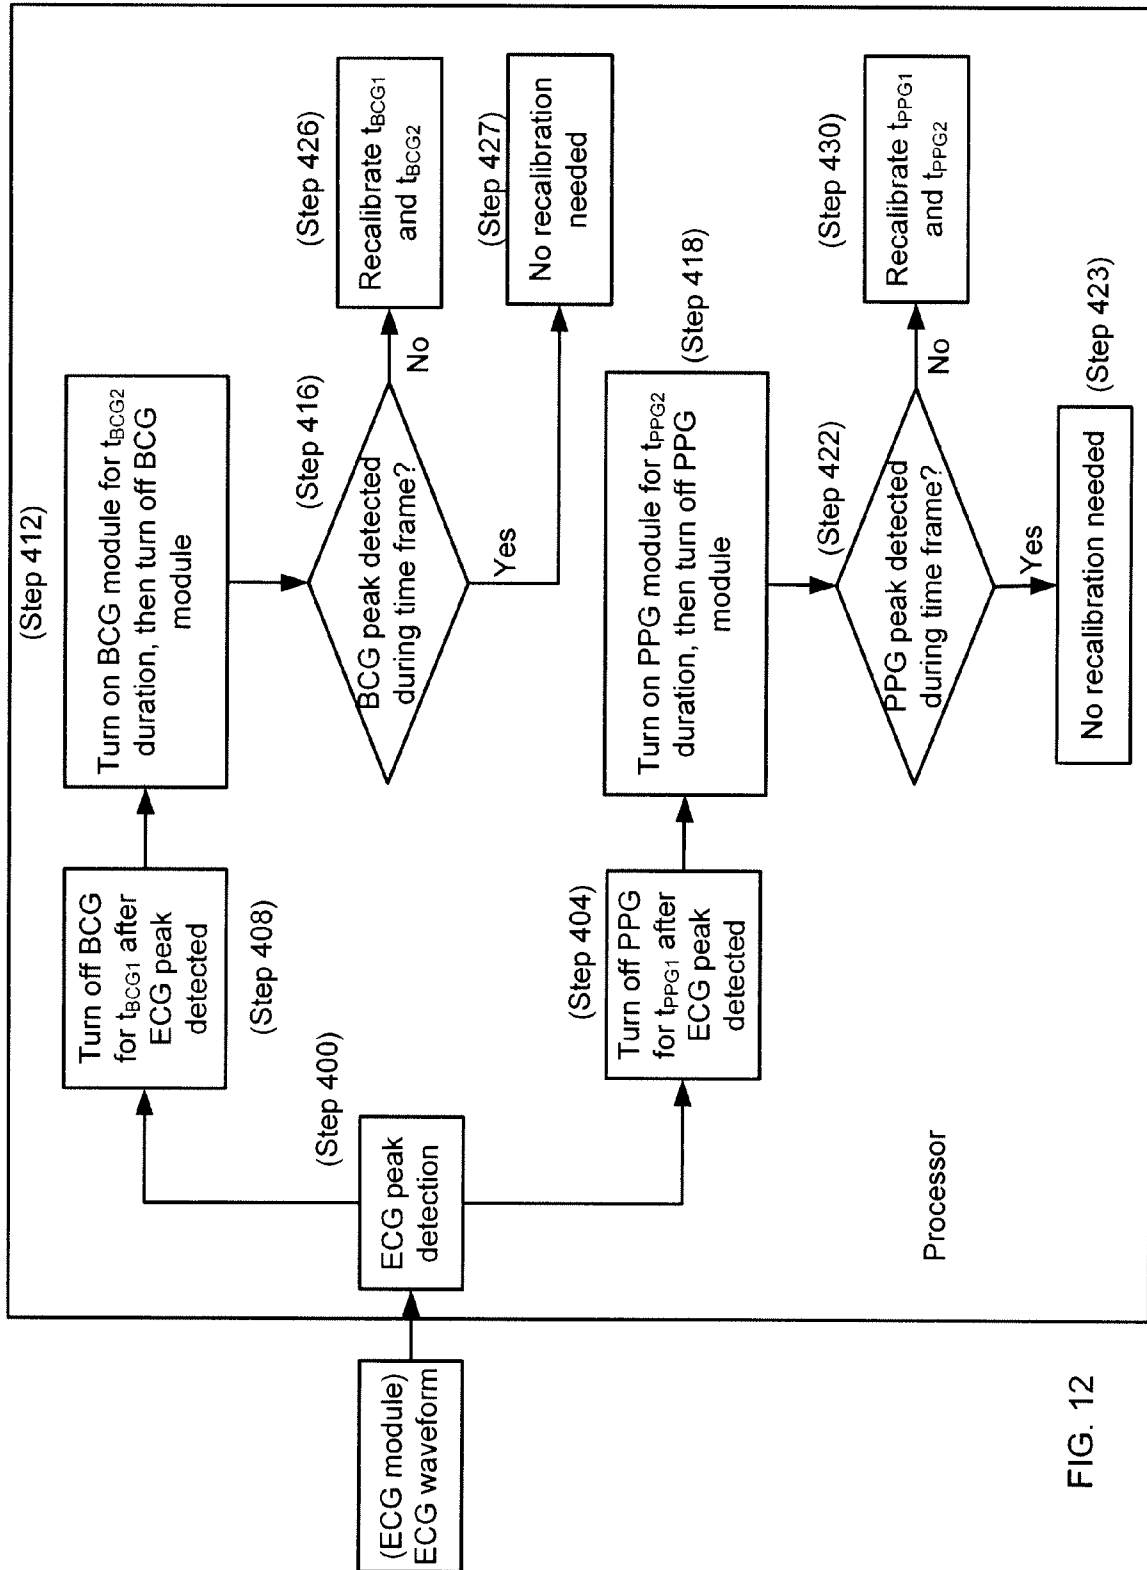 (ECG module)
ECG waveform
(Step 400)
ECG peak
detection
Turn off BCG
for tBCG1 after
ECG peak
detected
(Step 408)
(Step 412)
Turn on BCG module for tBCG2
duration, then turn off BCG
module
(Step 416)
BCG peak detected
during time frame?
No
Yes
(Step 426)
Recalibrate tBCG1
and tBCG2
(Step 427)
No recalibration
needed
(Step 404)
Turn off PPG
for tPPG1 after
ECG peak
detected
(Step 418)
Turn on PPG module for tPPG2
duration, then turn off PPG
module
(Step 422)
PPG peak detected
during time frame?
No
Yes
(Step 430)
Recalibrate tPPG1
and tPPG2
(Step 423)
No recalibration needed
Processor
FIG. 12